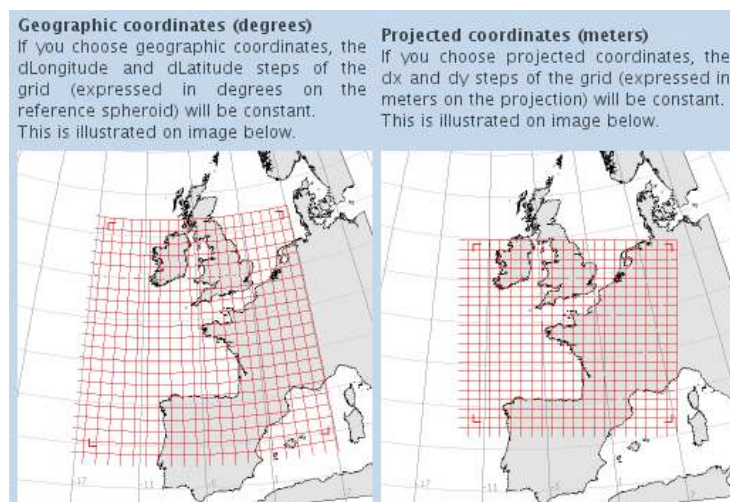 Geographic coordinates (degrees)
If you choose geographic coordinates, the
dLongitude and dLatitude steps of the
grid (expressed in degrees on the
reference spheroid) will be constant.
This is illustrated on image below.
Projected coordinates (meters)
If you choose projected coordinates, the
dx and dy steps of the grid (expressed in
meters on the projection) will be constant.
This is illustrated on image below.
-17
-11
-5
-17
-11
-5